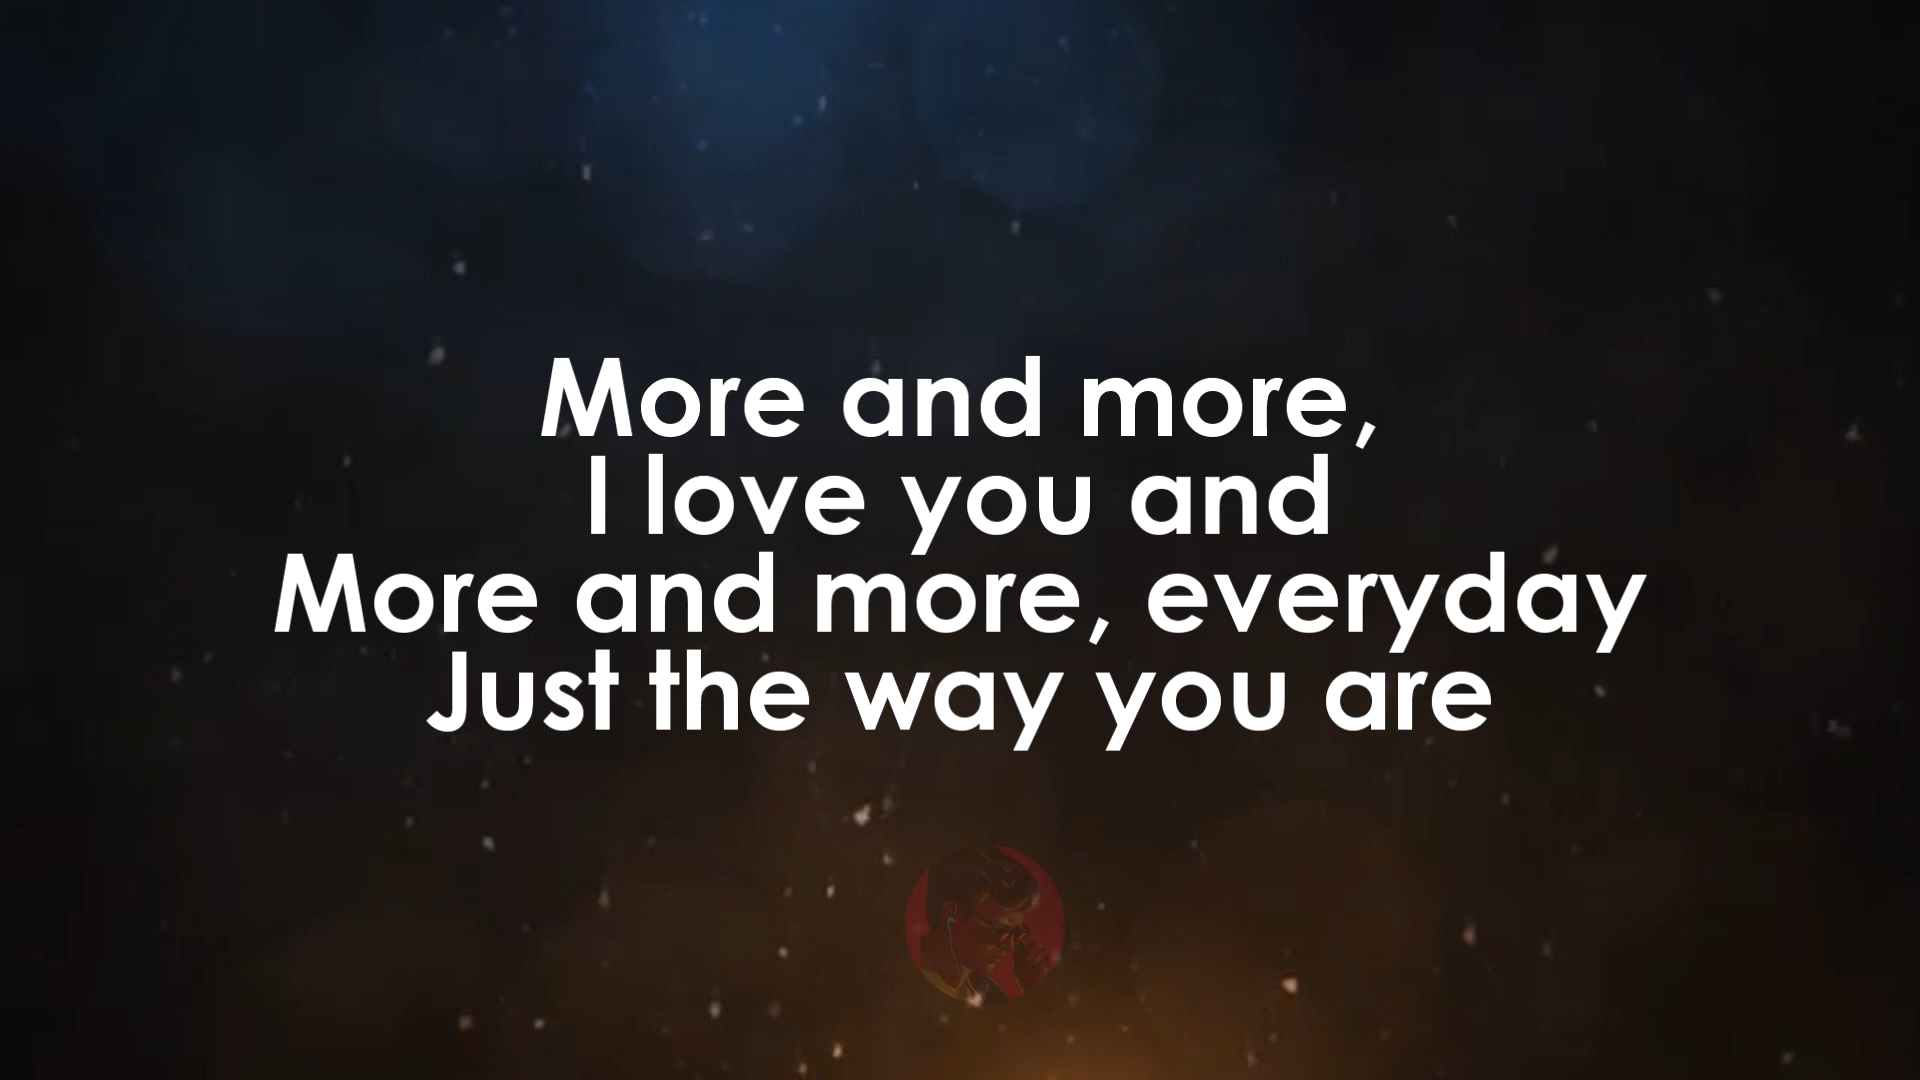 More and more,
I love you and
More and more, everyday
Just the way you are